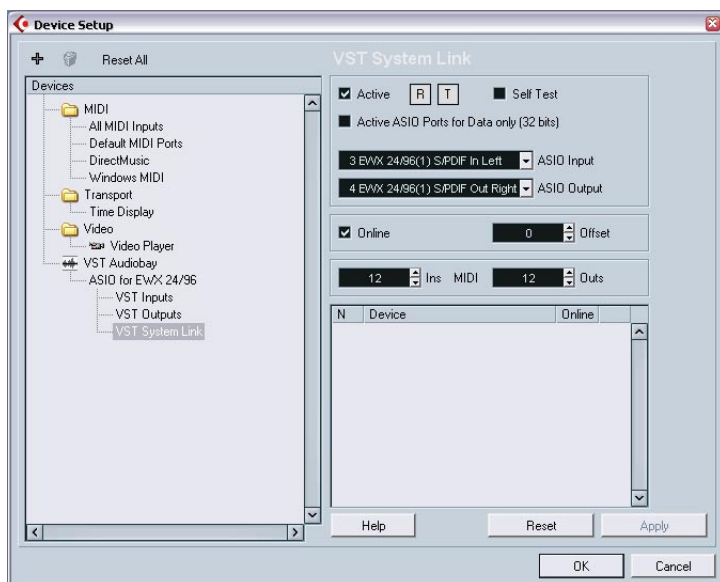 Device Setup
Reset All
Devices
MIDI
All MIDI Inputs
Default MIDI Ports
DirectMusic
Windows MIDI
Transport
Time Display
Video
Video Player
VST Audiobay
ASIO for EWX 24/96
VST Inputs
VST Outputs
VST System Link
VST System Link
Active R T Self Test
Active ASIO Ports for Data only (32 bits)
3 EWX 24/96(1) S/PDIF In Left ASIO Input
4 EWX 24/96(1) S/PDIF Out Right ASIO Output
Online 0 Offset
12 Ins MIDI 12 Outs
N Device Online
Help Reset Apply
OK Cancel